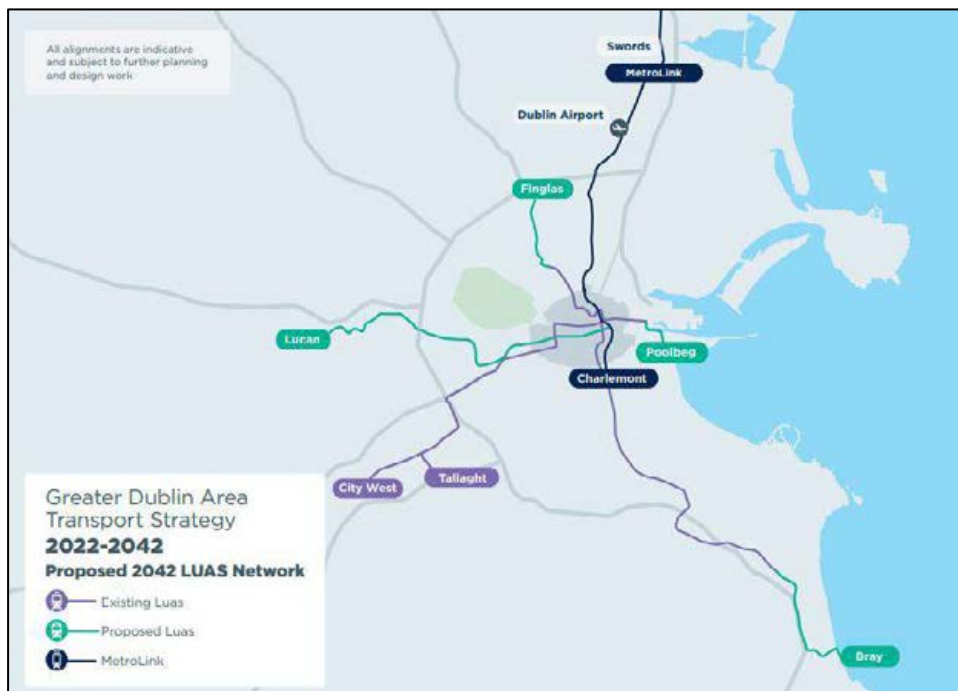 All alignments are indicative
and subject to further planning
and design work
Swords
MetroLink
Dublin Airport
Finglas
Lucan
Poolbeg
Charlemont
City West
Tallaght
Bray
Greater Dublin Area
Transport Strategy
2022-2042
Proposed 2042 LUAS Network
Existing Luas
Proposed Luas
MetroLink